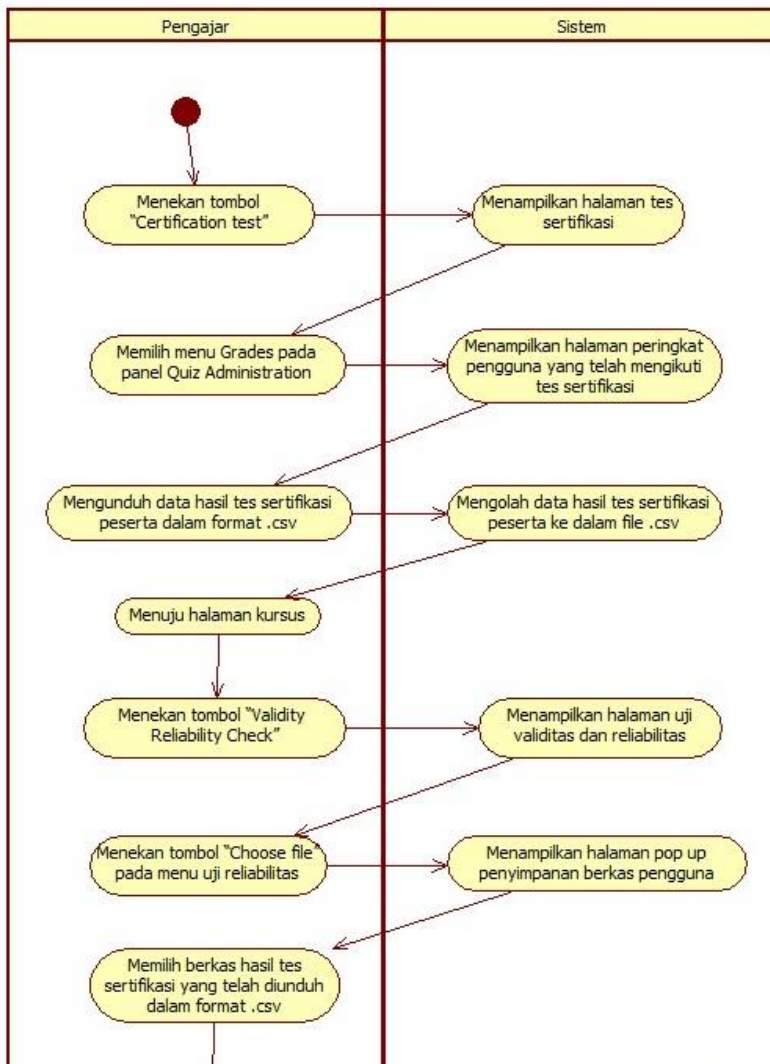 Pengajar
Sistem
Menekan tombol
“Certification test”
Menampilkan halaman tes
sertifikasi
Memilih menu Grades pada
panel Quiz Administration
Menampilkan halaman peringkat
pengguna yang telah mengikuti
tes sertifikasi
Mengunduh data hasil tes sertifikasi
peserta dalam format .csv
Mengolah data hasil tes sertifikasi
peserta ke dalam file .csv
Menuju halaman kursus
Menekan tombol “Validity
Reliability Check”
Menampilkan halaman uji
validitas dan reliabilitas
Menekan tombol “Choose file”
pada menu uji reliabilitas
Menampilkan halaman pop up
penyimpanan berkas pengguna
Memilih berkas hasil tes
sertifikasi yang telah diunduh
dalam format .csv